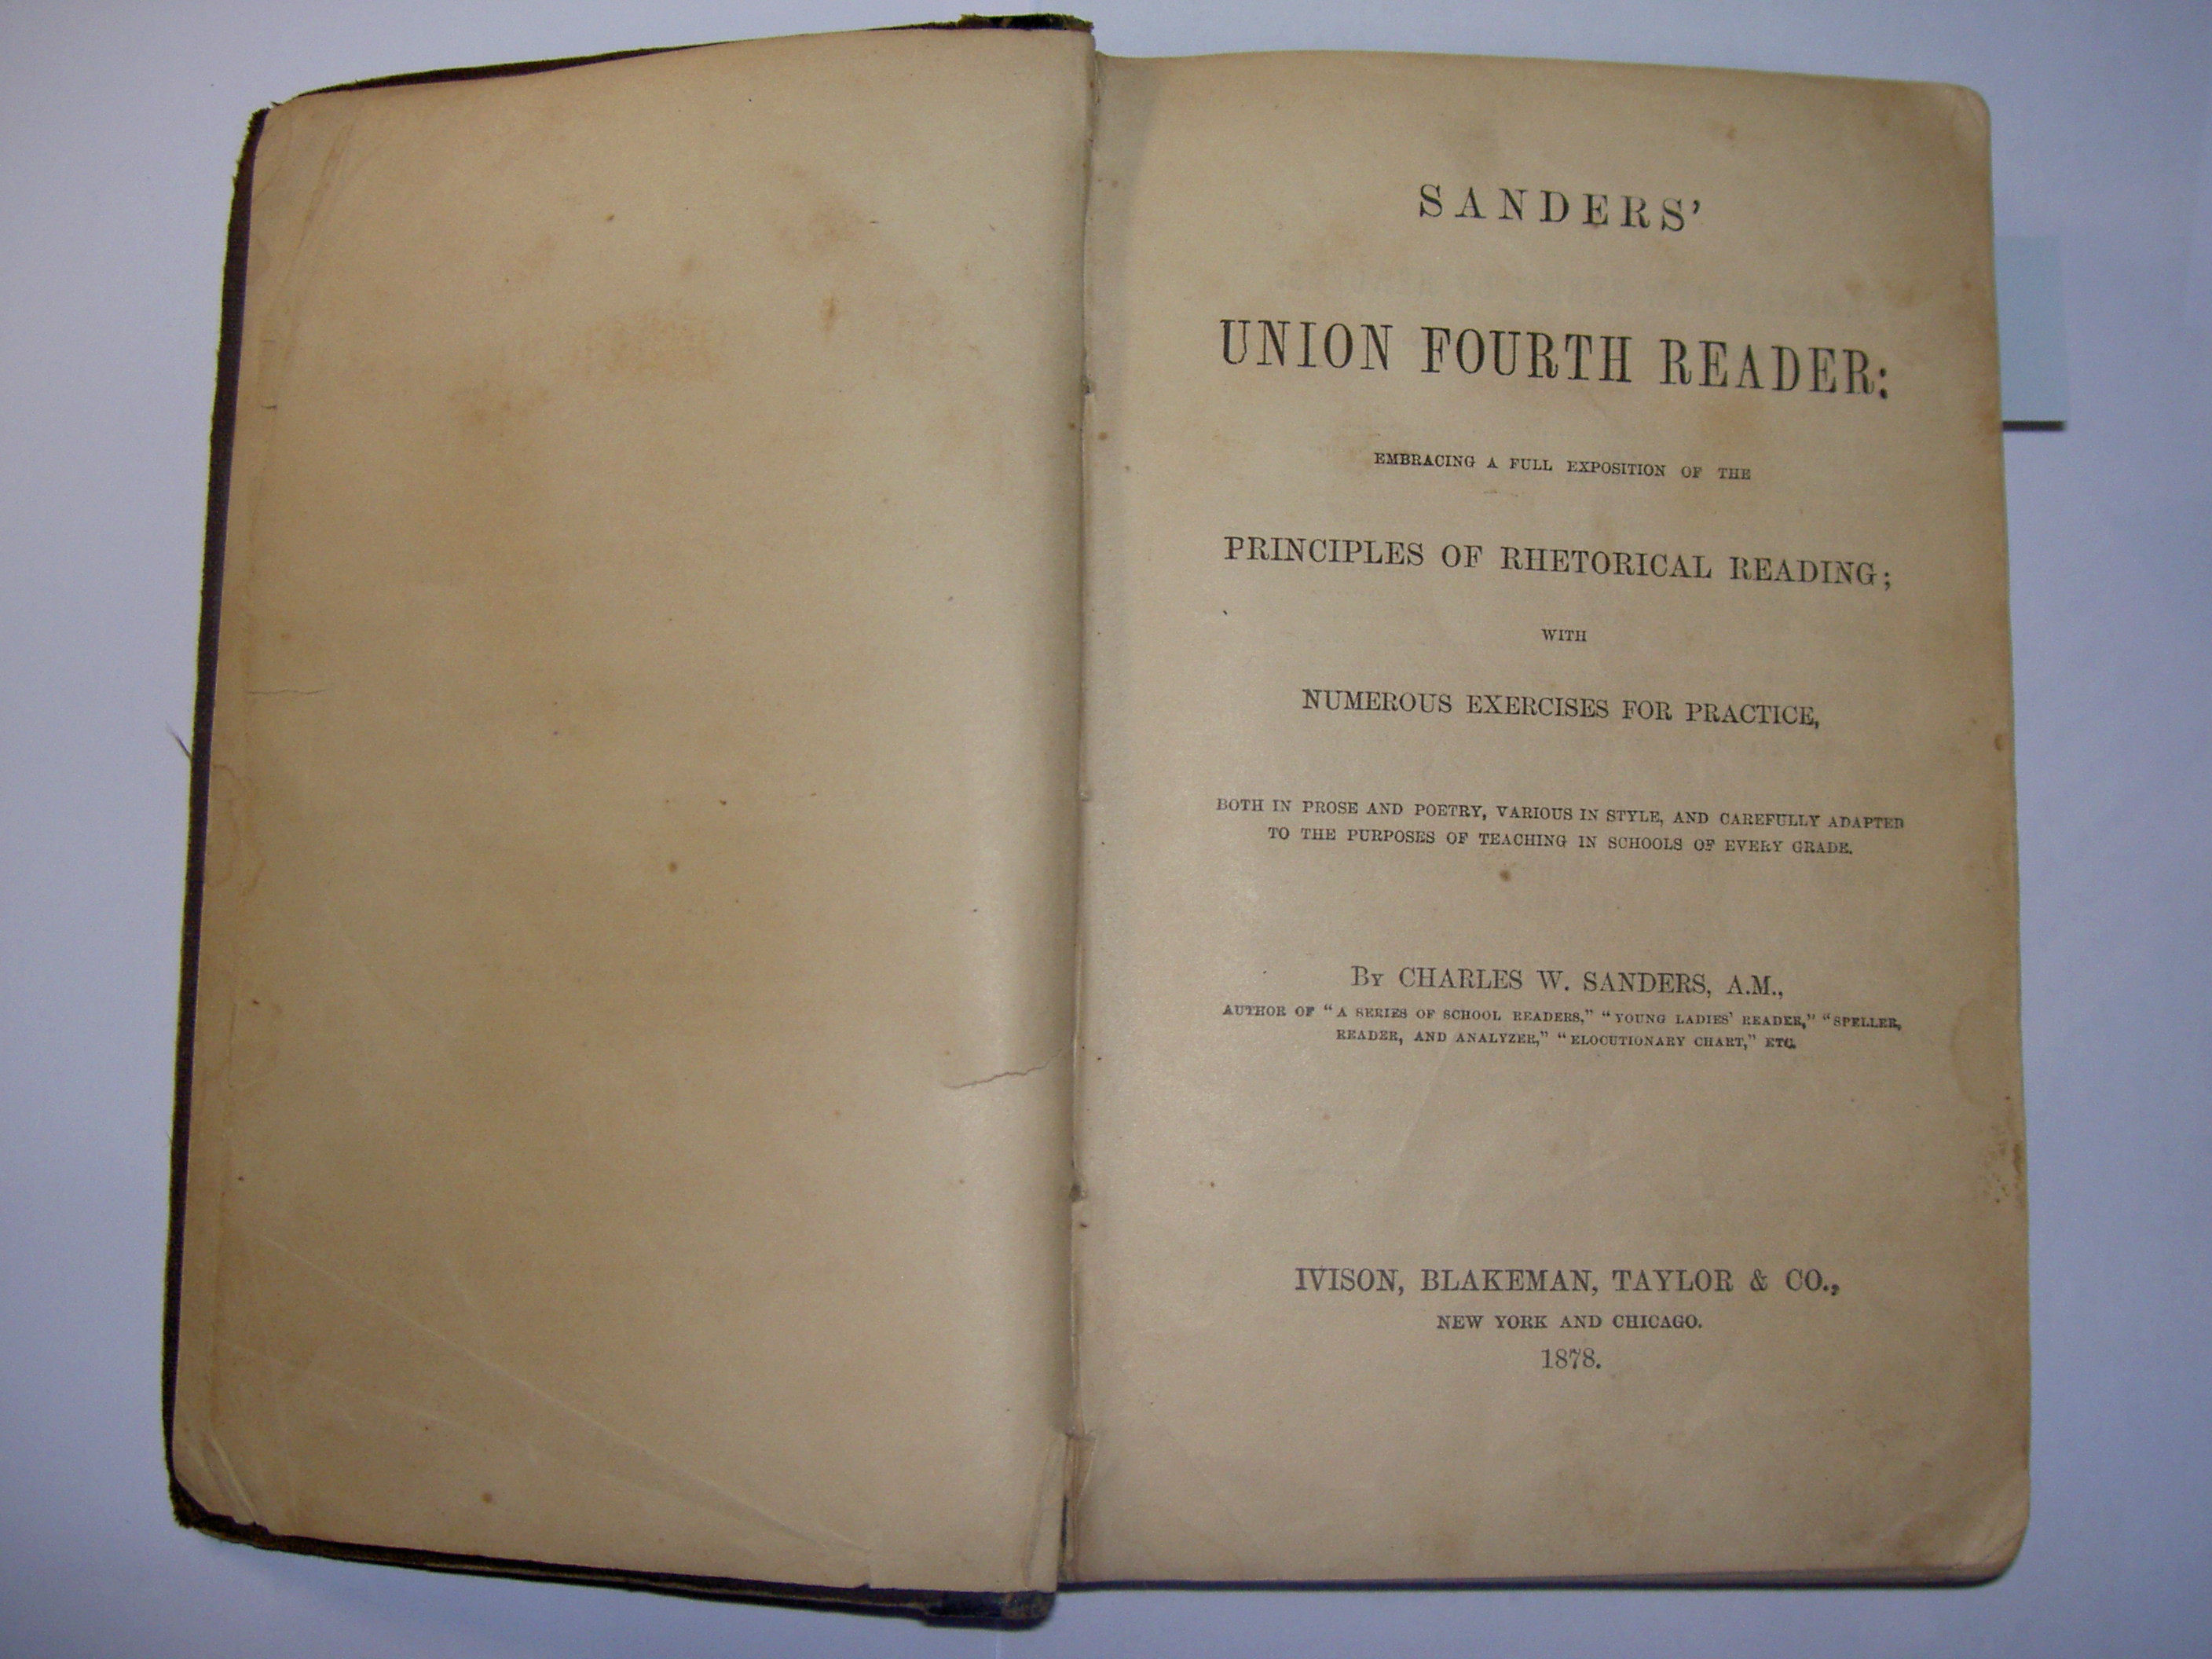 SANDERS'
UNION FOURTH READER:
EMBRACING A FULL EXPOSITION OF THE
PRINCIPLES OF RHETORICAL READING;
WITH
NUMEROUS EXERCISES FOR PRACTICE,
BOTH IN PROSE AND POETRY, VARIOUS IN STYLE, AND CAREFULLY ADAPTED
TO THE PURPOSES OF TEACHING IN SCHOOLS OF EVERY GRADE.
BY CHARLES W. SANDERS, A.M.,
AUTHOR OF "A SERIES OF SCHOOL READERS," "YOUNG LADIES' READER," "SPELLER,
READER, AND ANALYZER," "ELOCUTIONARY CHART," ETC.
IVISON, BLAKEMAN, TAYLOR & CO.,
NEW YORK AND CHICAGO.
1878.